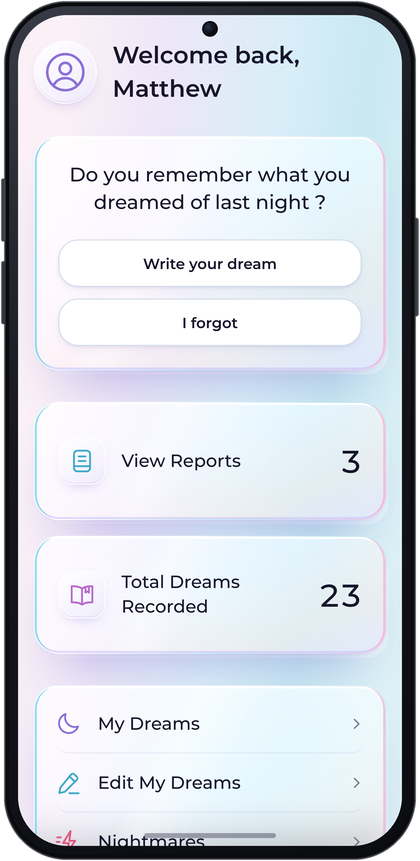 Welcome back,
Matthew
Do you remember what you
dreamed of last night ?
Write your dream
I forgot
View Reports
3
Total Dreams
Recorded
23
My Dreams
Edit My Dreams
Nightmares